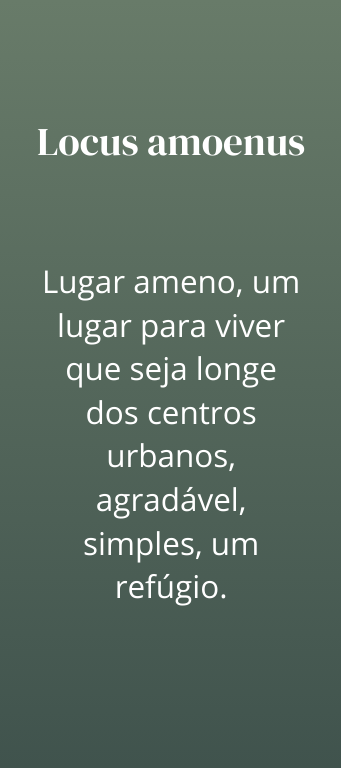 Locus amoenus
Lugar ameno, um
lugar para viver
que seja longe
dos centros
urbanos,
agradável,
simples, um
refúgio.